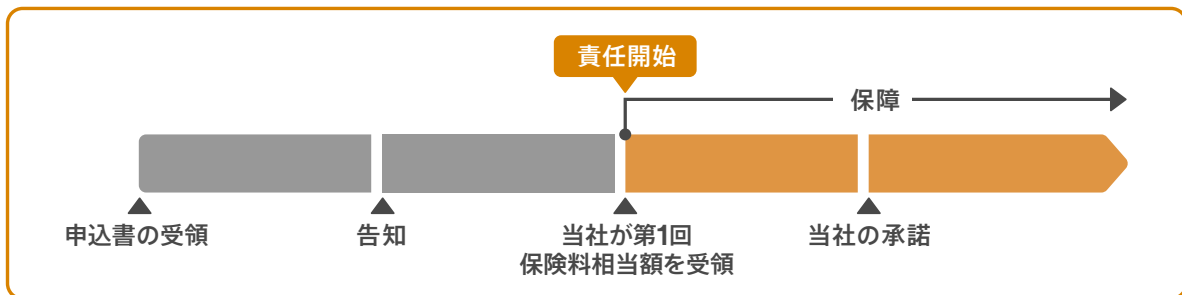 責任開始
保障
申込書の受領
告知
当社が第1回
保険料相当額を受領
当社の承諾